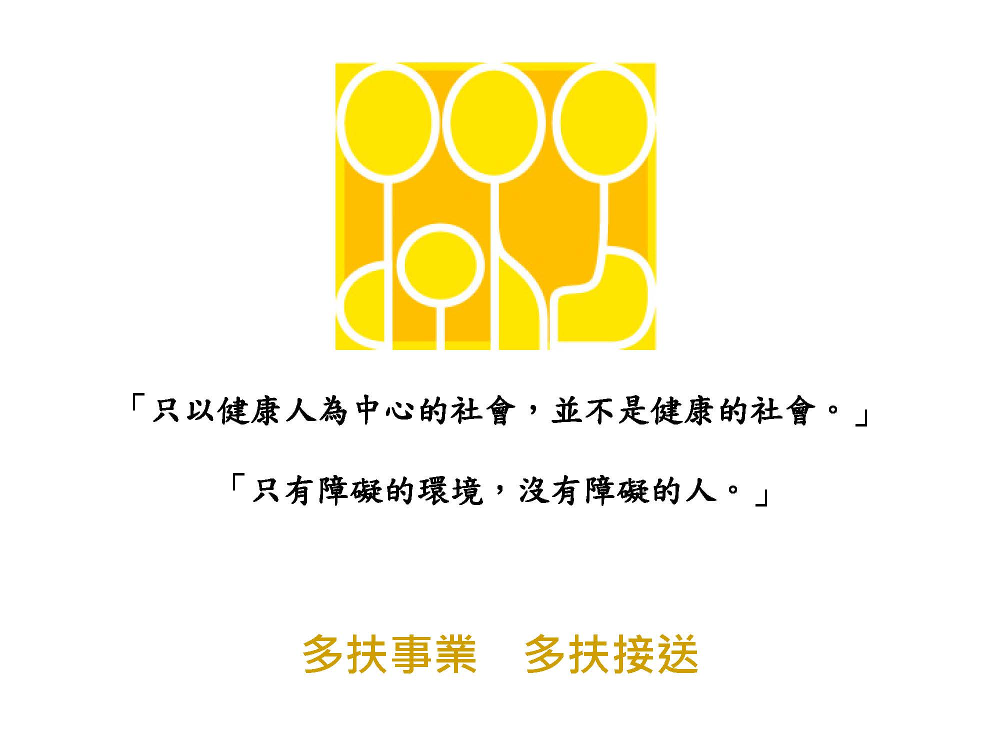 「只以健康人為中心的社會，並不是健康的社會。」
「只有障礙的環境，沒有障礙的人。」
多扶事業　多扶接送